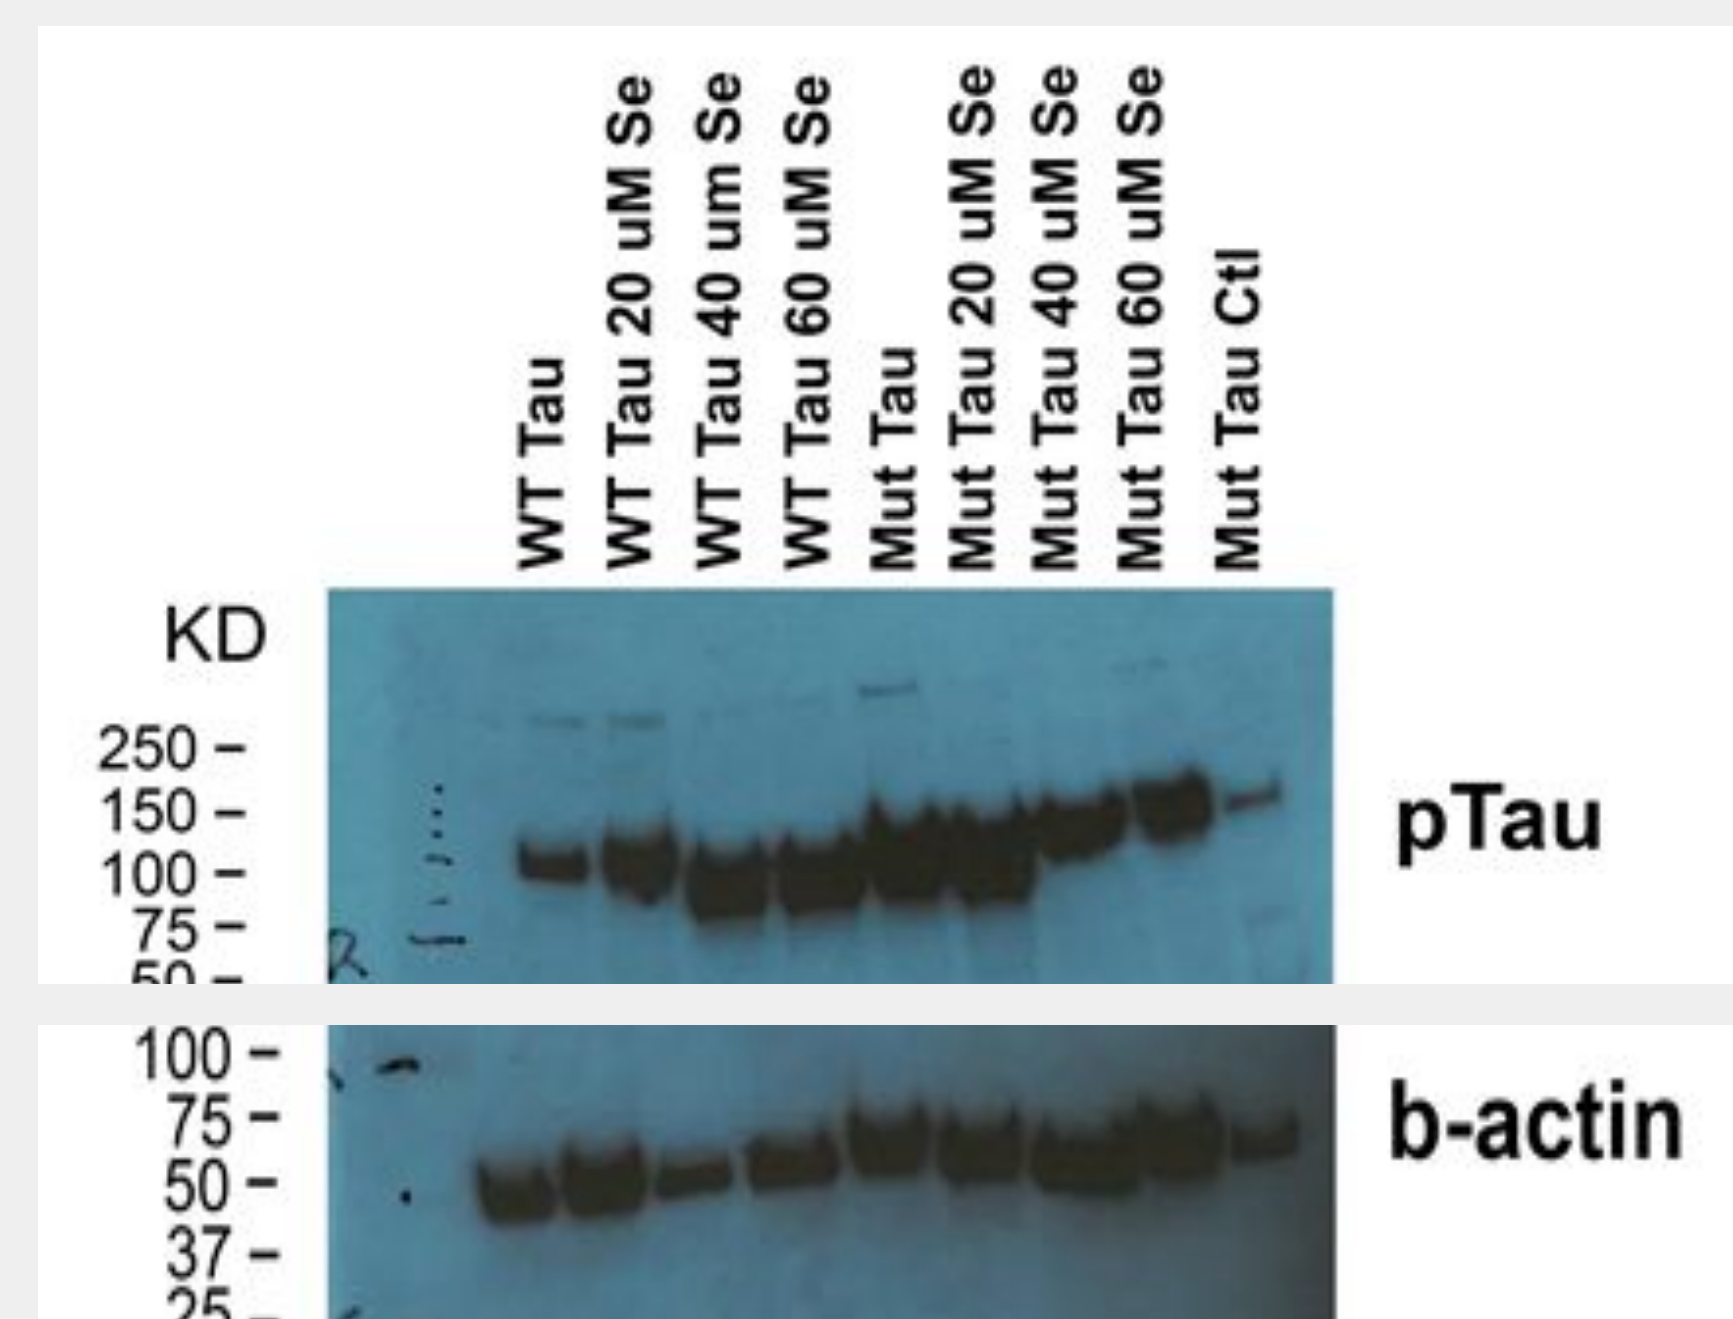 WT Tau
WT Tau 20 uM Se
WT Tau 40 um Se
WT Tau 60 uM Se
Mut Tau
Mut Tau 20 uM Se
Mut Tau 40 uM Se
Mut Tau 60 uM Se
Mut Tau Ctl
KD
250 –
150 –
100 –
75 –
50 –
pTau
R
100 –
75 –
50 –
37 –
25 –
b-actin